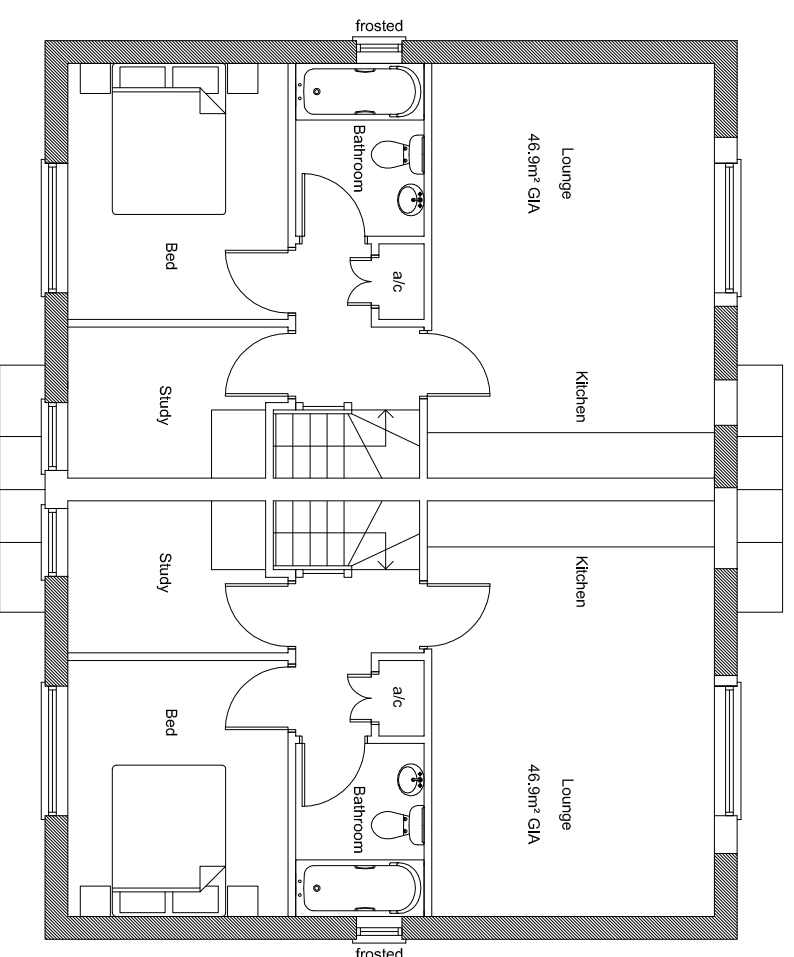 frosted
Bathroom
Lounge
46.9m² GIA
Bed
a/c
Study
Kitchen
Study
Kitchen
Bed
a/c
Bathroom
Lounge
46.9m² GIA
frosted